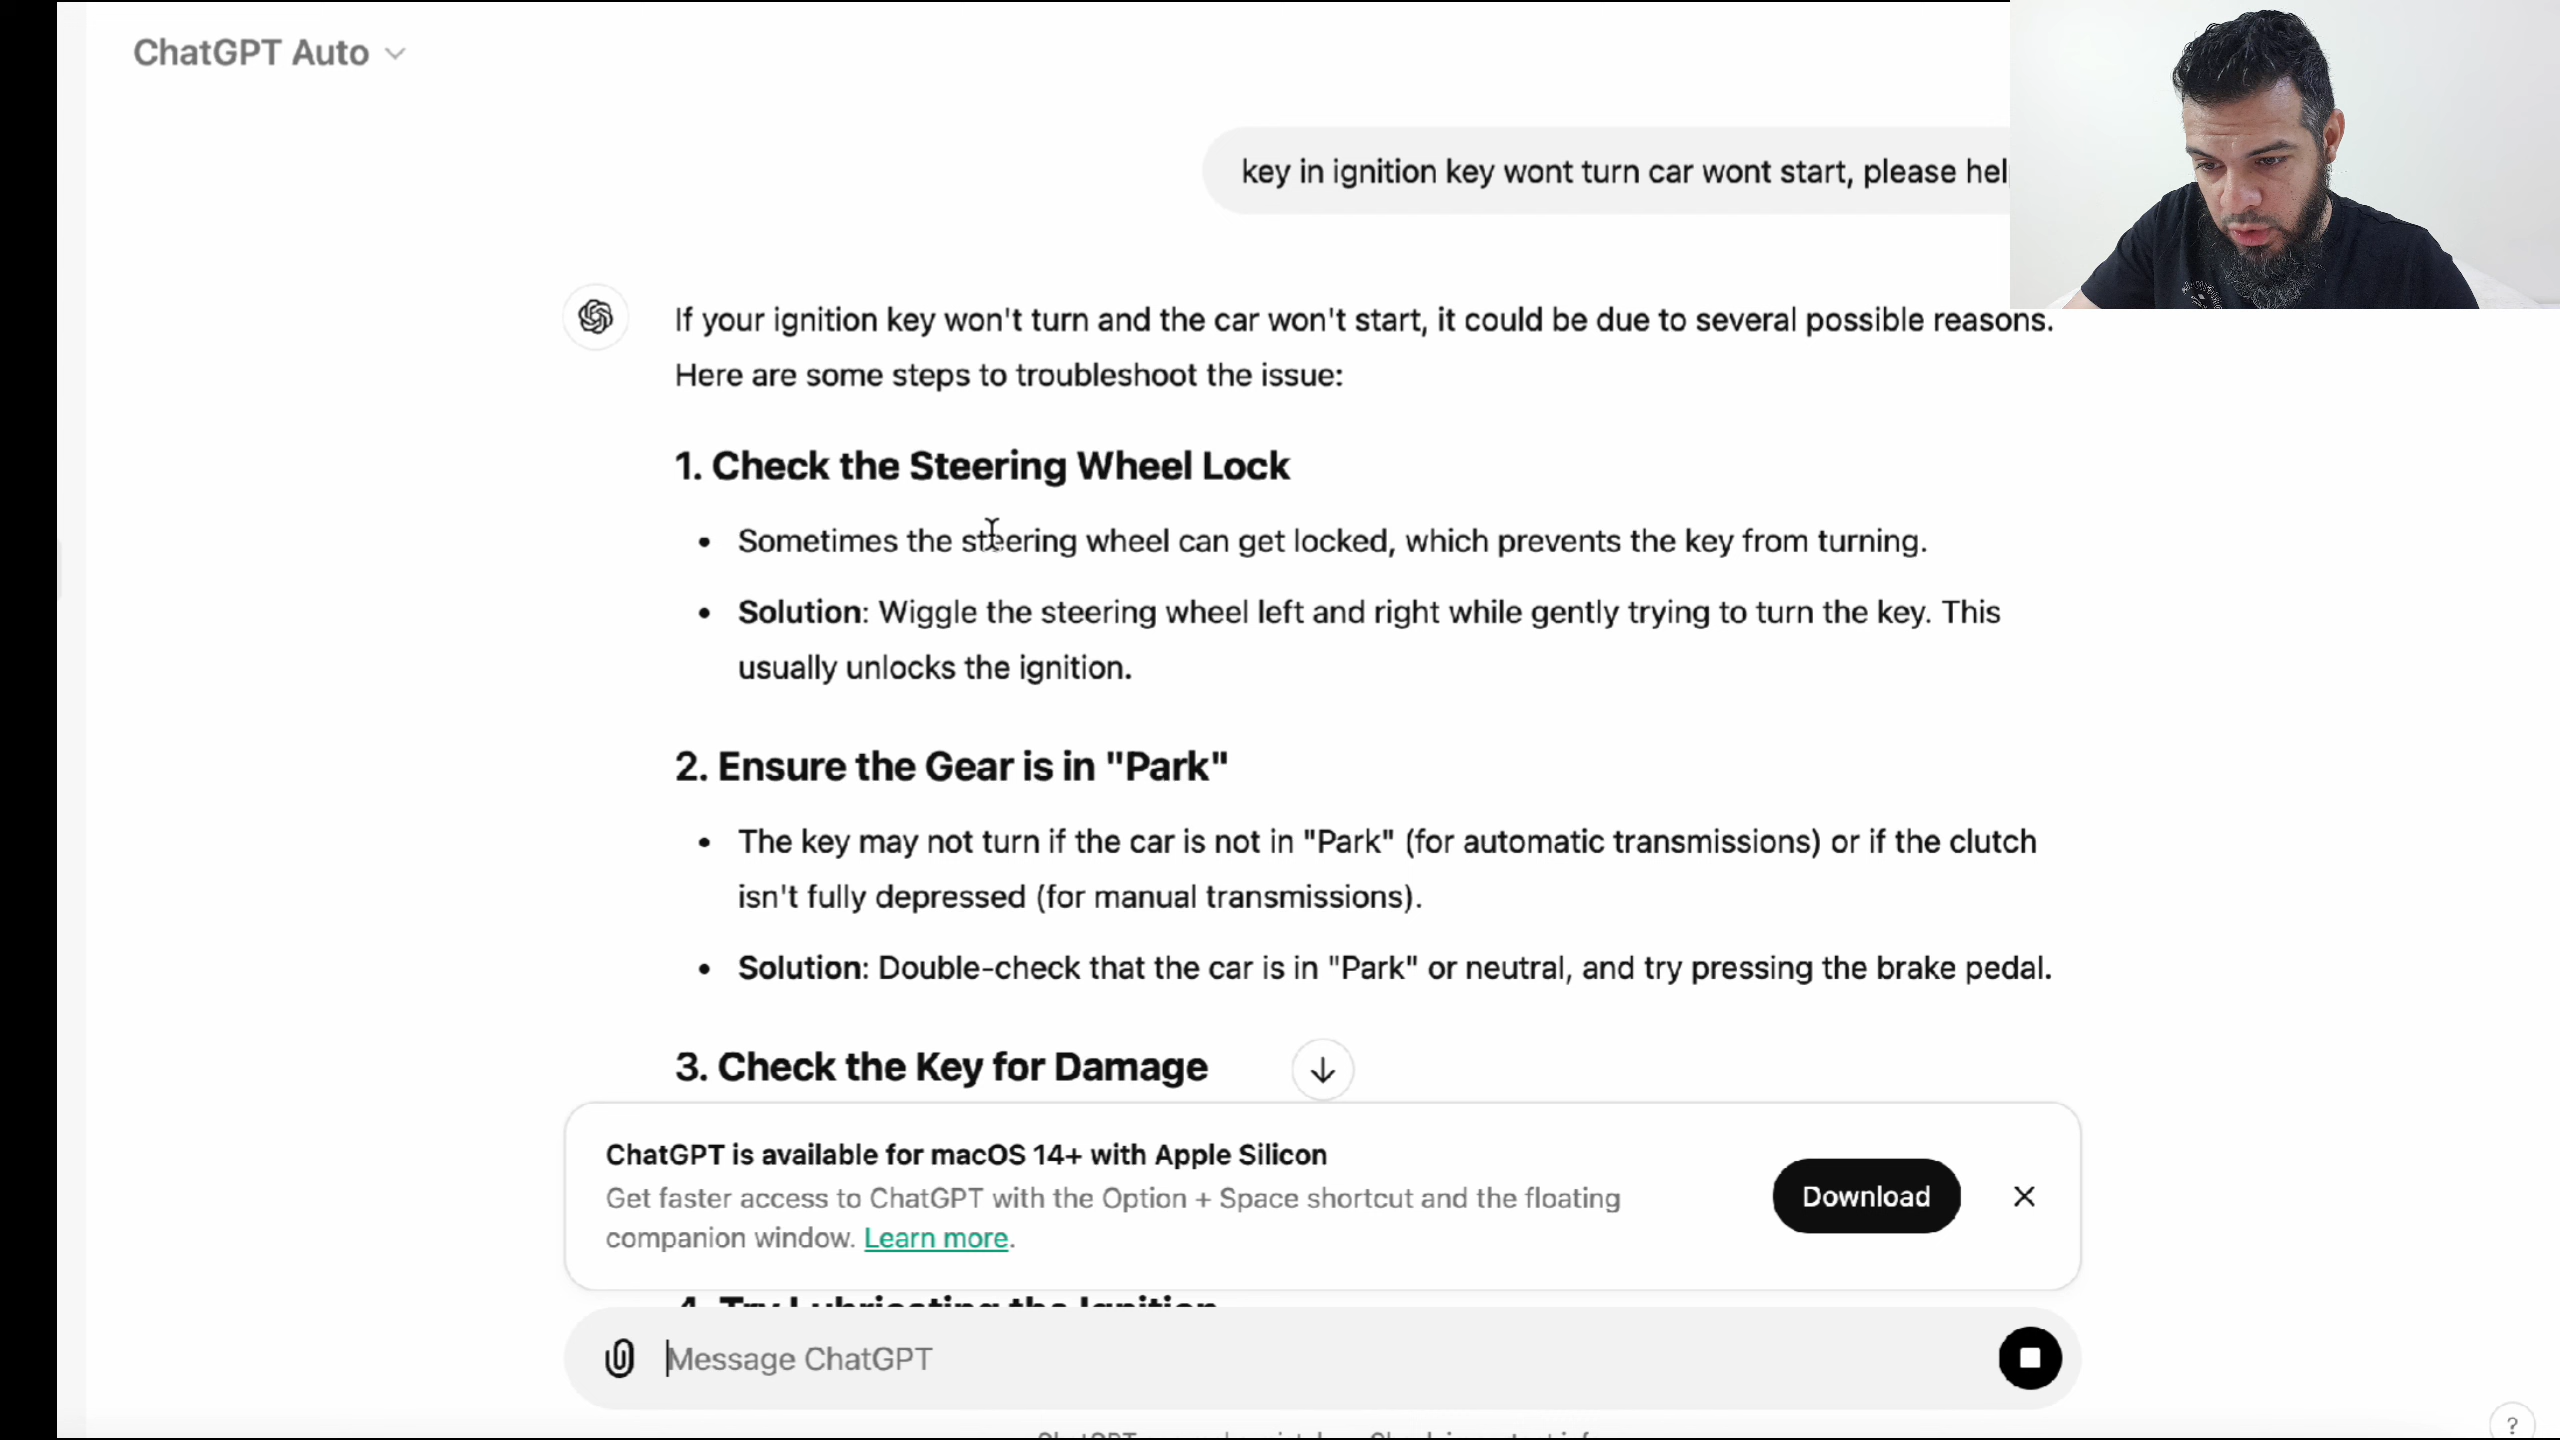 ChatGPT Auto
key in ignition key wont turn car wont start, please
If your ignition key won't turn and the car won't start, it could be due to several possible reasons.
Here are some steps to troubleshoot the issue:
1. Check the Steering Wheel Lock
• Sometimes the steering wheel can get locked, which prevents the key from turning.
• Solution: Wiggle the steering wheel left and right while gently trying to turn the key. This
usually unlocks the ignition.
2. Ensure the Gear is in "Park"
• The key may not turn if the car is not in "Park" (for automatic transmissions) or if the clutch
isn't fully depressed (for manual transmissions).
• Solution: Double-check that the car is in "Park" or neutral, and try pressing the brake pedal.
3. Check the Key for Damage
ChatGPT is available for macOS 14+ with Apple Silicon
Get faster access to ChatGPT with the Option + Space shortcut and the floating
companion window. Learn more.
Download
4. Try Lubricating the Ignition
Message ChatGPT
?